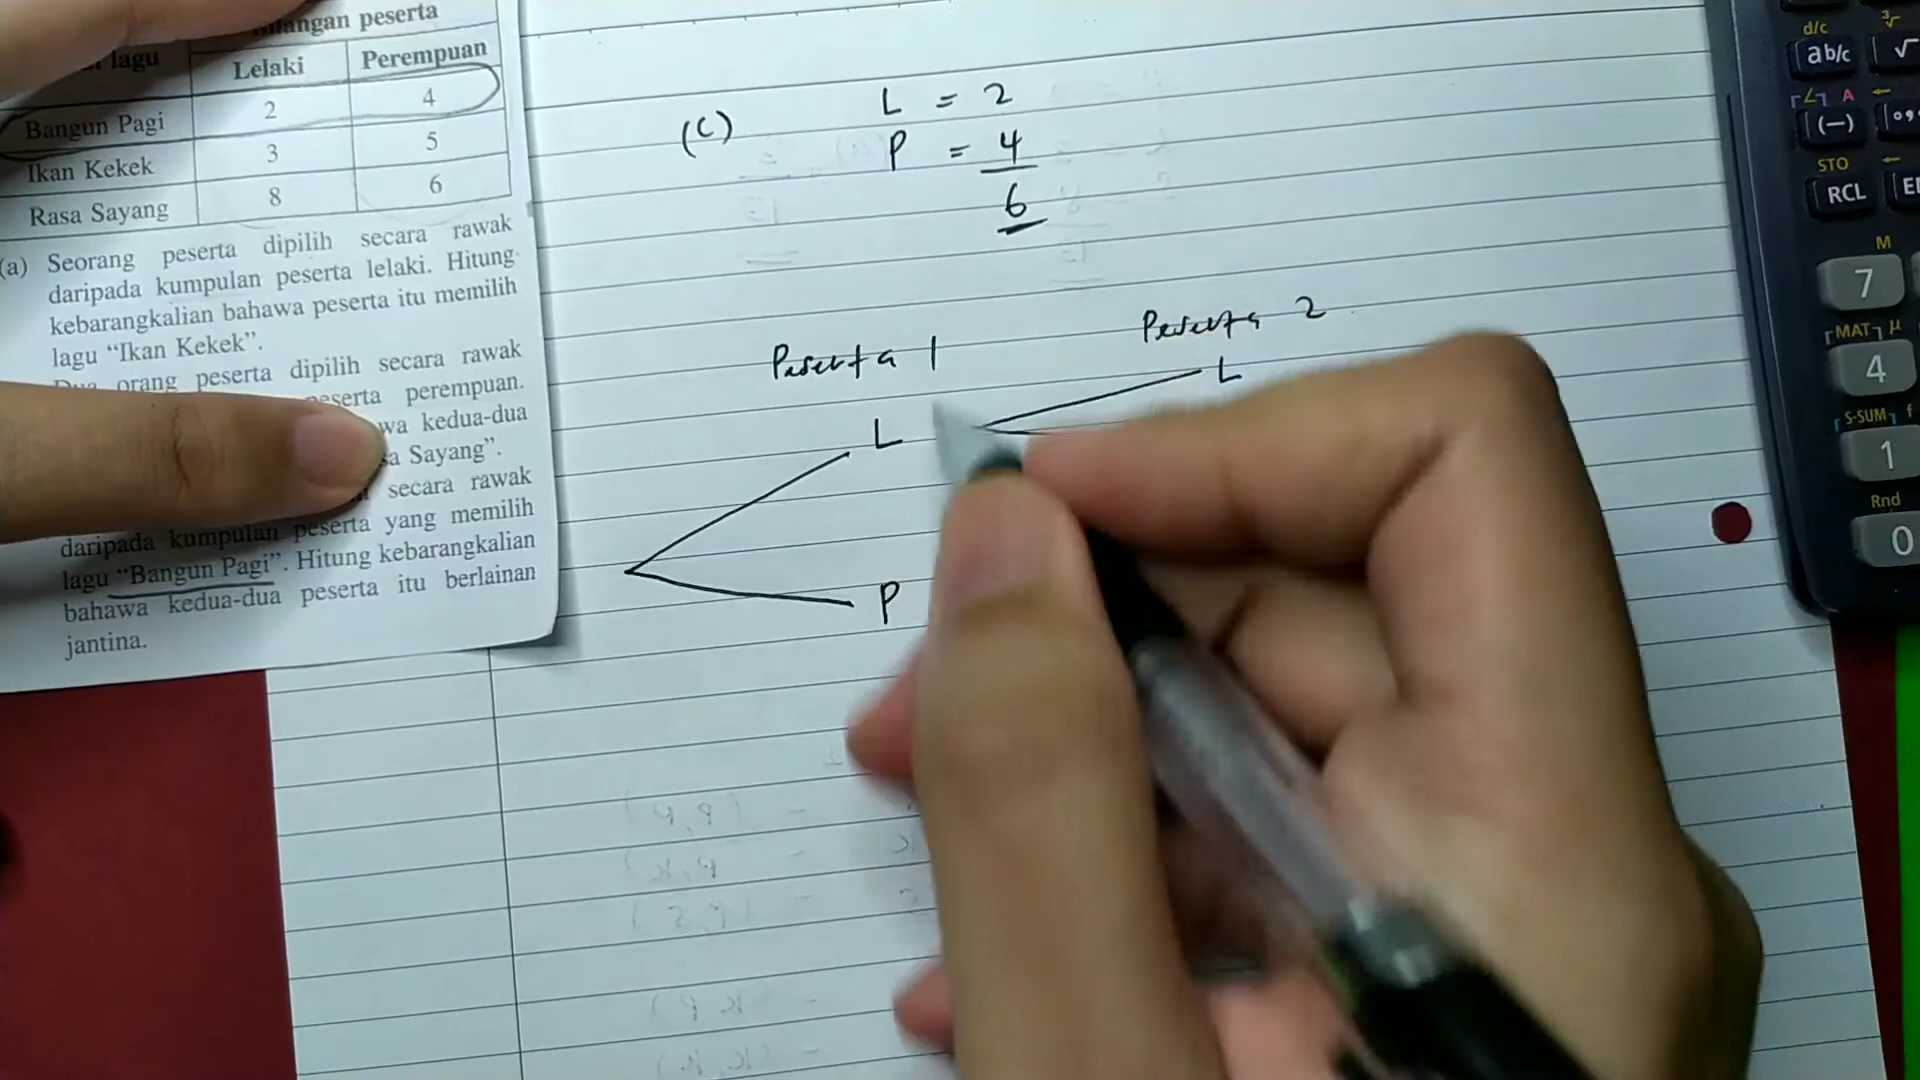 peserta
lagu Lelaki Perempuan
Bangun Pagi 2 4
Ikan Kekek 3 5
Rasa Sayang 8 6
(a) Seorang peserta dipilih secara rawak
daripada kumpulan peserta lelaki. Hitung
kebarangkalian bahawa peserta itu memilih
lagu “Ikan Kekek”.
orang peserta dipilih secara rawak
peserta perempuan.
kedua-dua
Sayang”.
secara rawak
daripada kumpulan peserta yang memilih
lagu “Bangun Pagi”. Hitung kebarangkalian
bahawa kedua-dua peserta itu berlainan
jantina.
(c) L = 2
P = 4
6
Peserta 1 Peserta 2
L
L
P
d/c
ab/c √
A
(−)
STO
RCL
M
7
MAT µ
4
S-SUM
1
Rnd
0